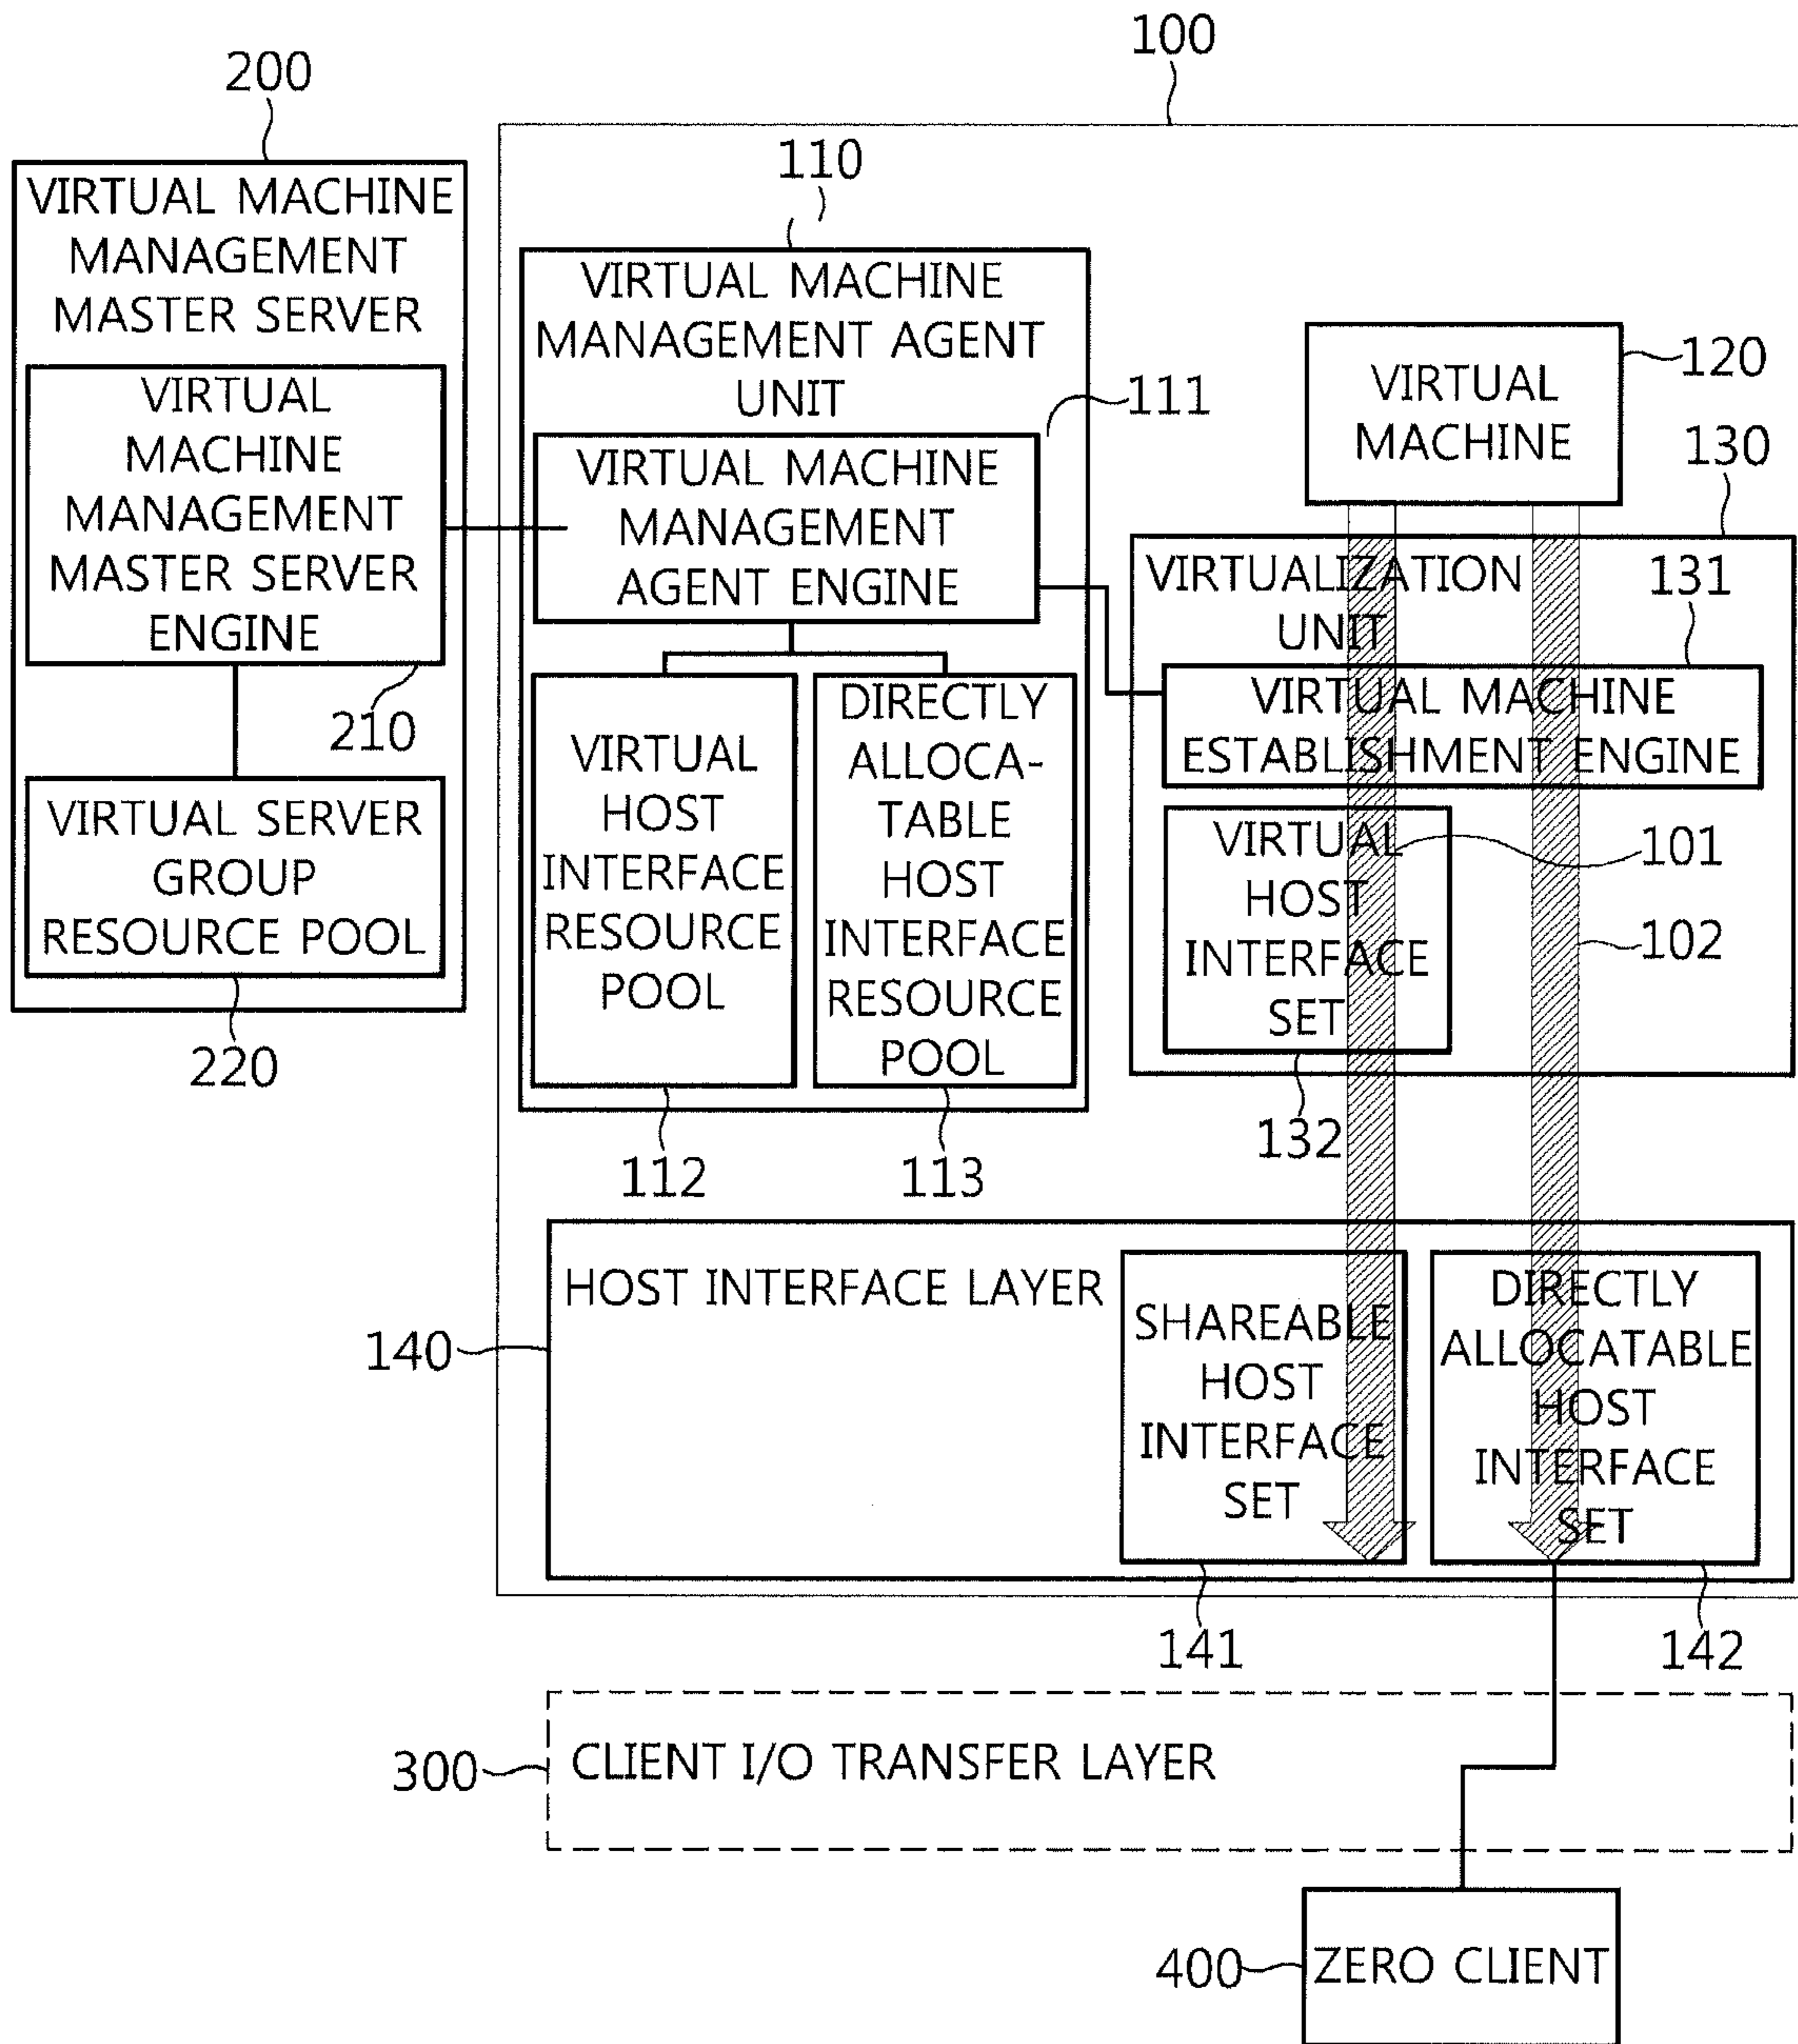 100
200
VIRTUAL MACHINE
MANAGEMENT
MASTER SERVER
VIRTUAL
MACHINE
MANAGEMENT
MASTER SERVER
ENGINE
210
VIRTUAL SERVER
GROUP
RESOURCE POOL
220
110
VIRTUAL MACHINE
MANAGEMENT AGENT
UNIT
111
VIRTUAL MACHINE
MANAGEMENT
AGENT ENGINE
VIRTUAL
HOST
INTERFACE
RESOURCE
POOL
112
DIRECTLY
ALLOCA-
TABLE
HOST
INTERFACE
RESOURCE
POOL
113
VIRTUAL
MACHINE
120
130
VIRTUALIZATION
UNIT
131
VIRTUAL MACHINE
ESTABLISHMENT ENGINE
VIRTUAL
HOST
INTERFACE
SET
101
102
132
HOST INTERFACE LAYER
140
SHAREABLE
HOST
INTERFACE
SET
141
DIRECTLY
ALLOCATABLE
HOST
INTERFACE
SET
142
300
CLIENT I/O TRANSFER LAYER
400
ZERO CLIENT